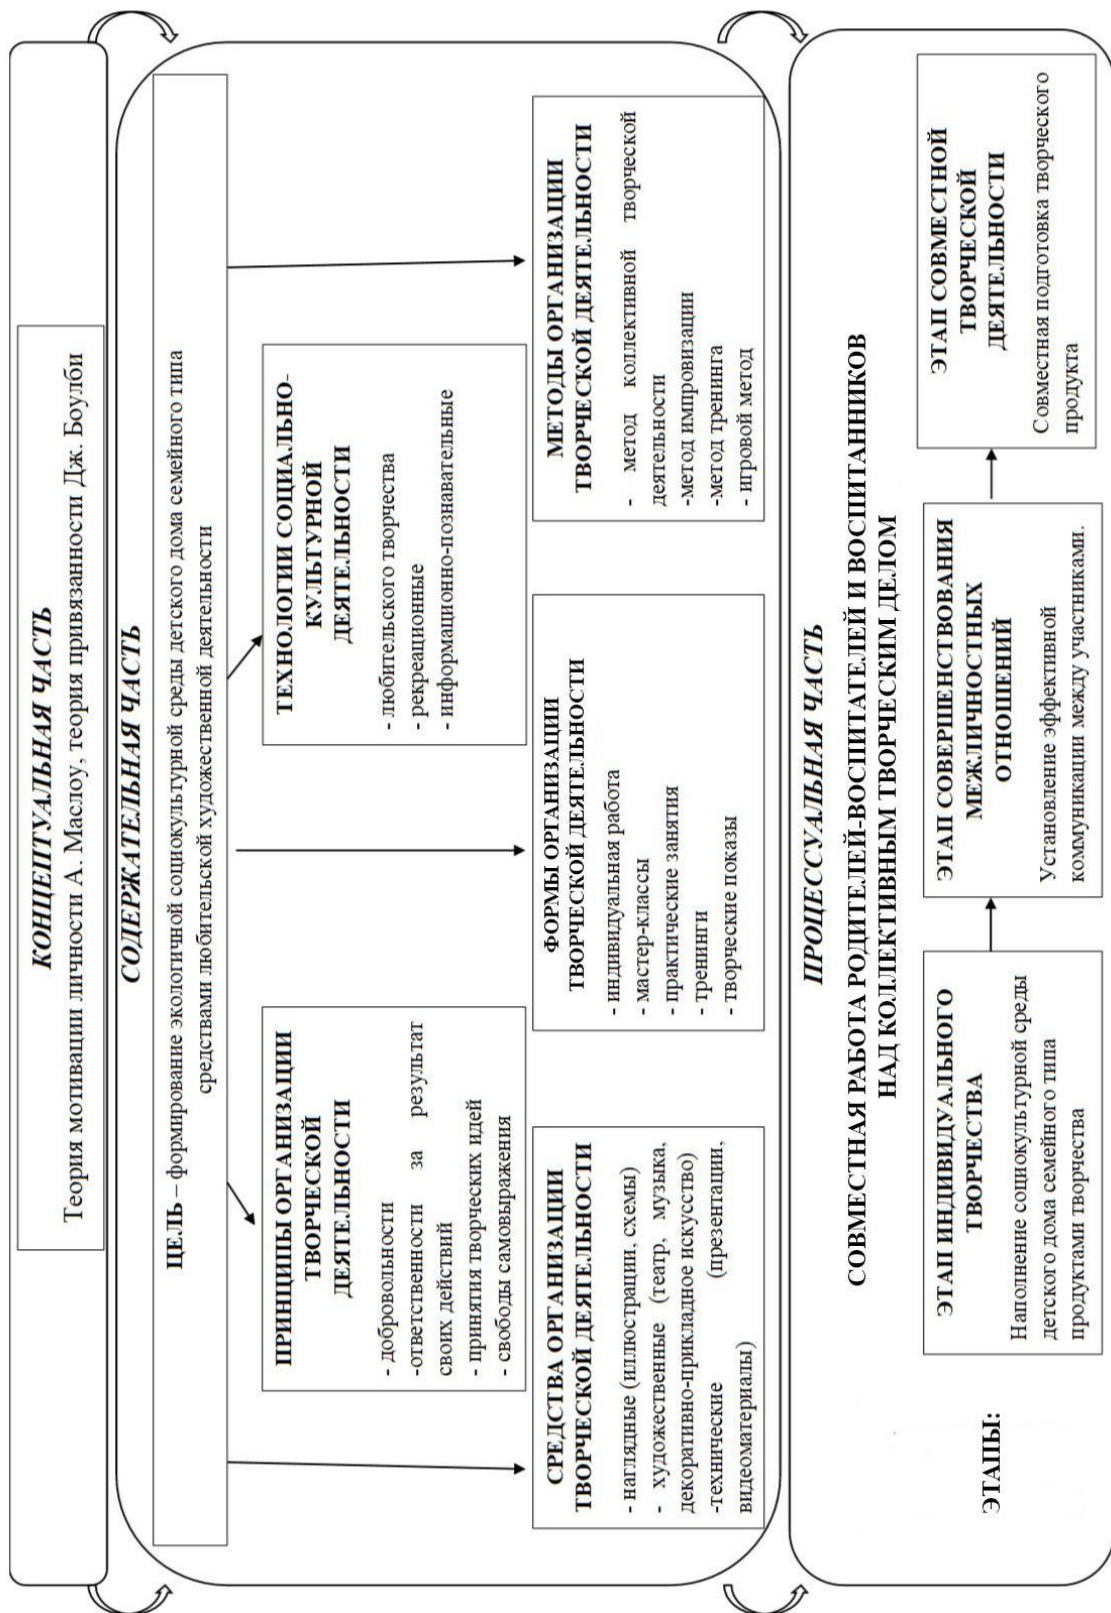 КОНЦЕПТУАЛЬНАЯ ЧАСТЬ
Теория мотивации личности А. Маслоу, теория привязанности Дж. Боулби
СОДЕРЖАТЕЛЬНАЯ ЧАСТЬ
ЦЕЛЬ – формирование экологичной социокультурной среды детского дома семейного типа
средствами любительской художественной деятельности
ПРИНЦИПЫ ОРГАНИЗАЦИИ
ТВОРЧЕСКОЙ
ДЕЯТЕЛЬНОСТИ
- добровольности
-ответственности за результат
своих действий
- принятия творческих идей
- свободы самовыражения
ТЕХНОЛОГИИ СОЦИАЛЬНО-
КУЛЬТУРНОЙ
ДЕЯТЕЛЬНОСТИ
- любительского творчества
- рекреационные
- информационно-познавательные
СРЕДСТВА ОРГАНИЗАЦИИ
ТВОРЧЕСКОЙ ДЕЯТЕЛЬНОСТИ
- наглядные (иллюстрации, схемы)
- художественные (театр, музыка,
декоративно-прикладное искусство)
-технические (презентации,
видеоматериалы)
ФОРМЫ ОРГАНИЗАЦИИ
ТВОРЧЕСКОЙ ДЕЯТЕЛЬНОСТИ
- индивидуальная работа
- мастер-классы
- практические занятия
- тренинги
- творческие показы
МЕТОДЫ ОРГАНИЗАЦИИ
ТВОРЧЕСКОЙ ДЕЯТЕЛЬНОСТИ
- метод коллективной творческой
деятельности
-метод импровизации
-метод тренинга
- игровой метод
ПРОЦЕССУАЛЬНАЯ ЧАСТЬ
СОВМЕСТНАЯ РАБОТА РОДИТЕЛЕЙ-ВОСПИТАТЕЛЕЙ И ВОСПИТАННИКОВ
НАД КОЛЛЕКТИВНЫМ ТВОРЧЕСКИМ ДЕЛОМ
ЭТАПЫ:
ЭТАП ИНДИВИДУАЛЬНОГО
ТВОРЧЕСТВА
Наполнение социокультурной среды
детского дома семейного типа
продуктами творчества
ЭТАП СОВЕРШЕНСТВОВАНИЯ
МЕЖЛИЧНОСТНЫХ
ОТНОШЕНИЙ
Установление эффективной
коммуникации между участниками.
ЭТАП СОВМЕСТНОЙ
ТВОРЧЕСКОЙ
ДЕЯТЕЛЬНОСТИ
Совместная подготовка творческого
продукта